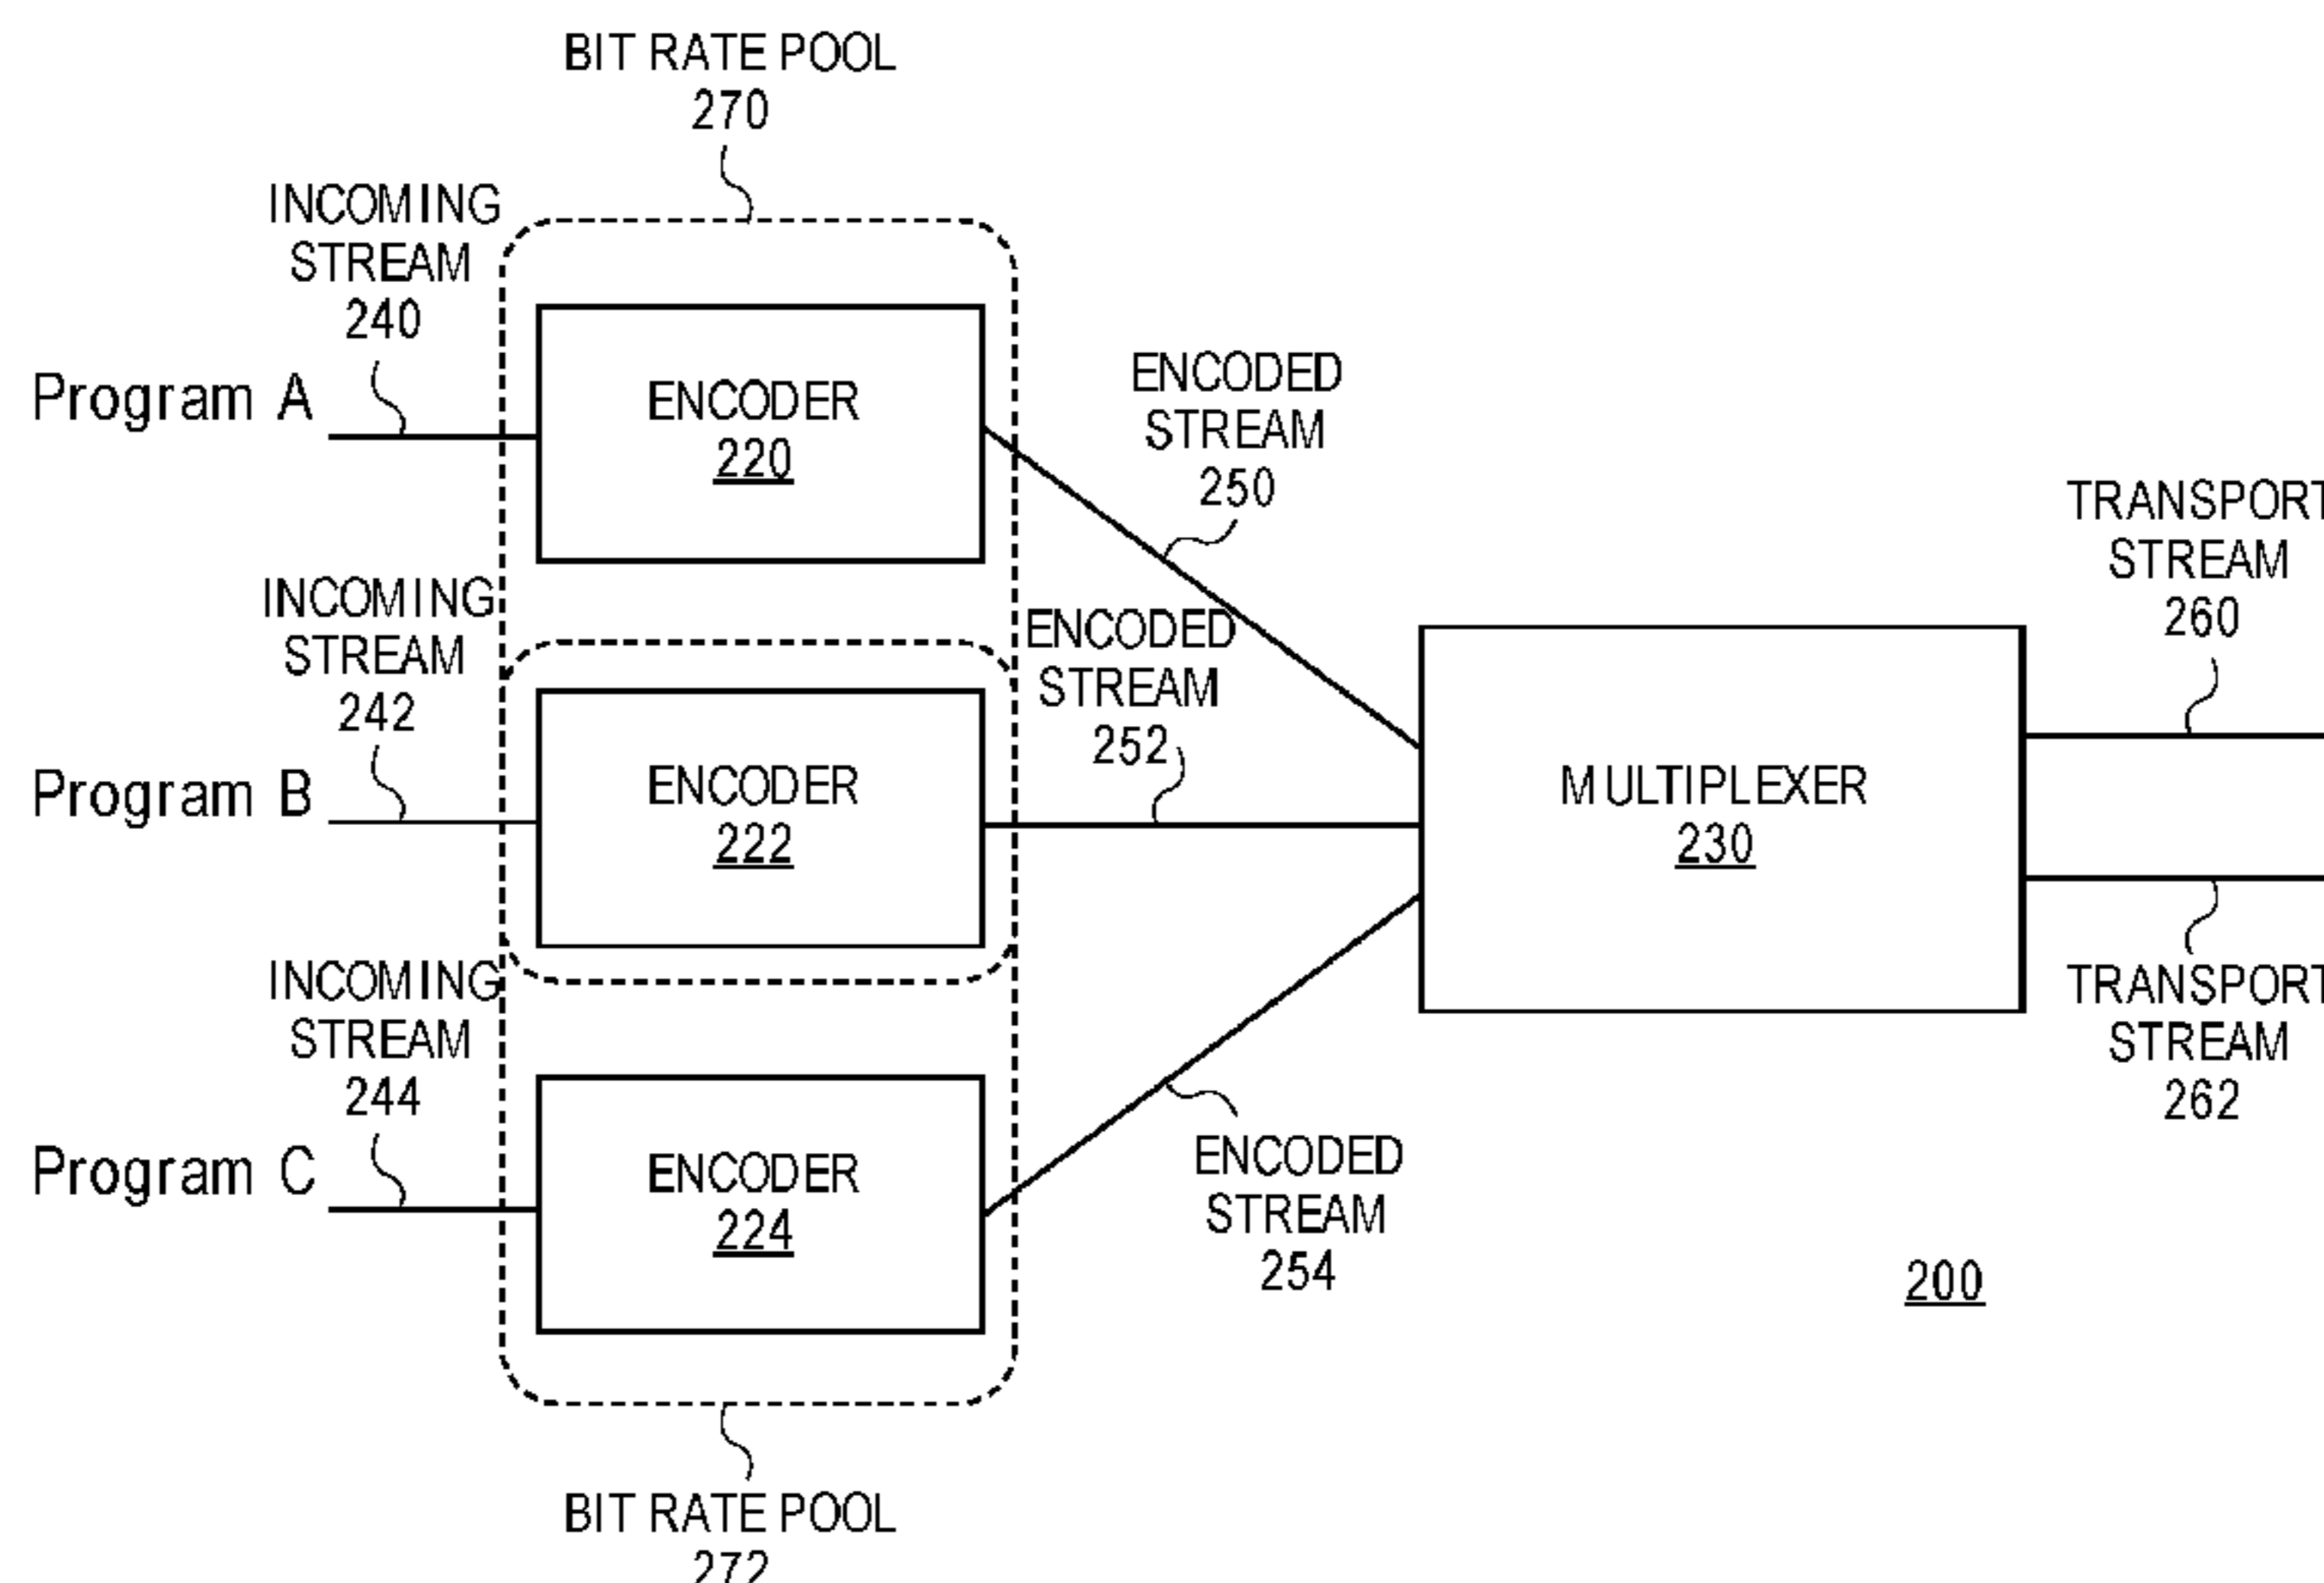 BIT RATE POOL
270
INCOMING
STREAM
240
Program A
ENCODER
220
ENCODED
STREAM
250
INCOMING
STREAM
242
Program B
ENCODER
222
ENCODED
STREAM
252
MULTIPLEXER
230
TRANSPORT
STREAM
260
TRANSPORT
STREAM
262
INCOMING
STREAM
244
Program C
ENCODER
224
ENCODED
STREAM
254
200
BIT RATE POOL
272